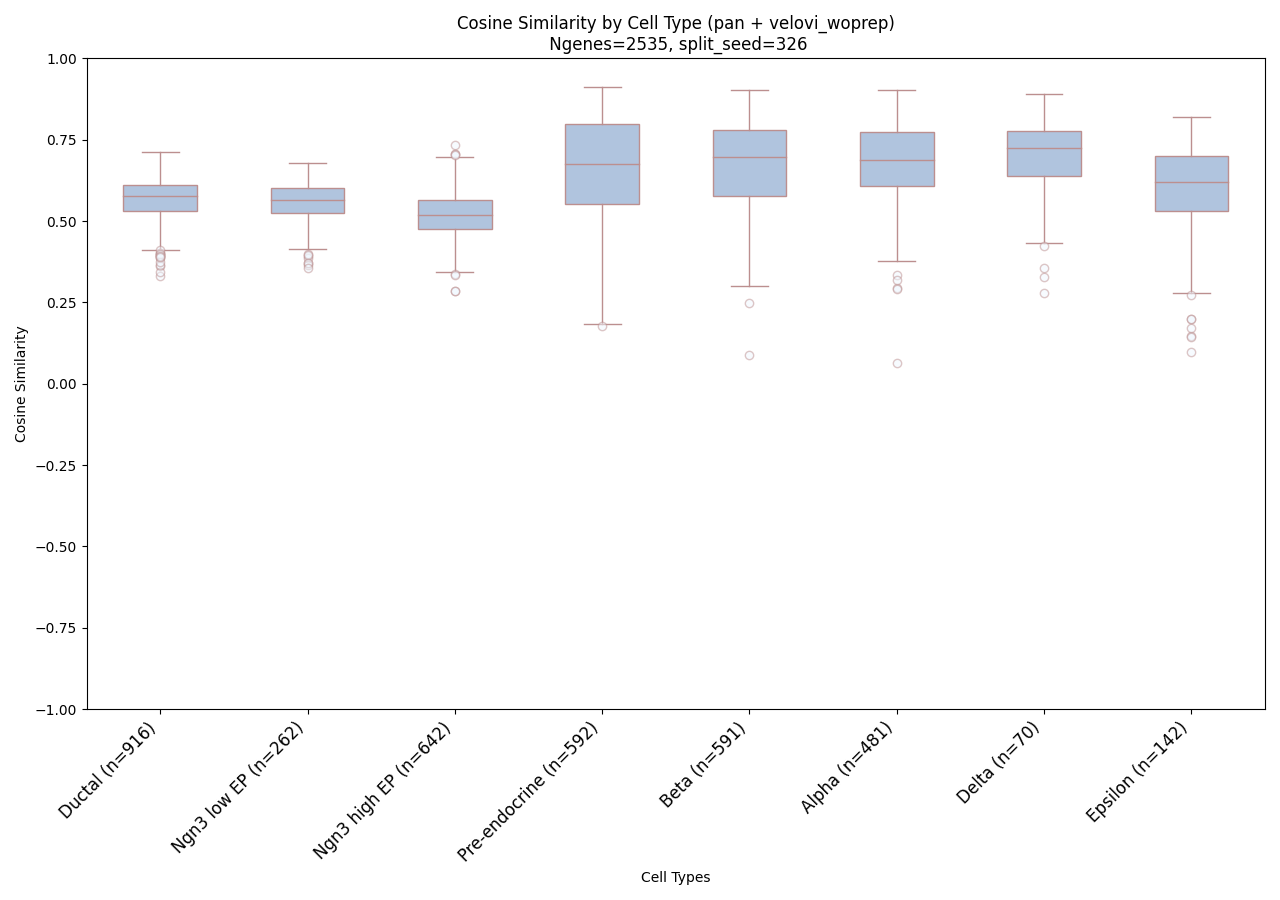 Cosine Similarity by Cell Type (pan + velovi_woprep)
Ngenes=2535, split_seed=326
1.00
0.75
0.50
0.25
0.00
−0.25
−0.50
−0.75
−1.00
Cosine Similarity
Ductal (n=916)
Ngn3 low EP (n=262)
Ngn3 high EP (n=642)
Pre-endocrine (n=592)
Beta (n=591)
Alpha (n=481)
Delta (n=70)
Epsilon (n=142)
Cell Types